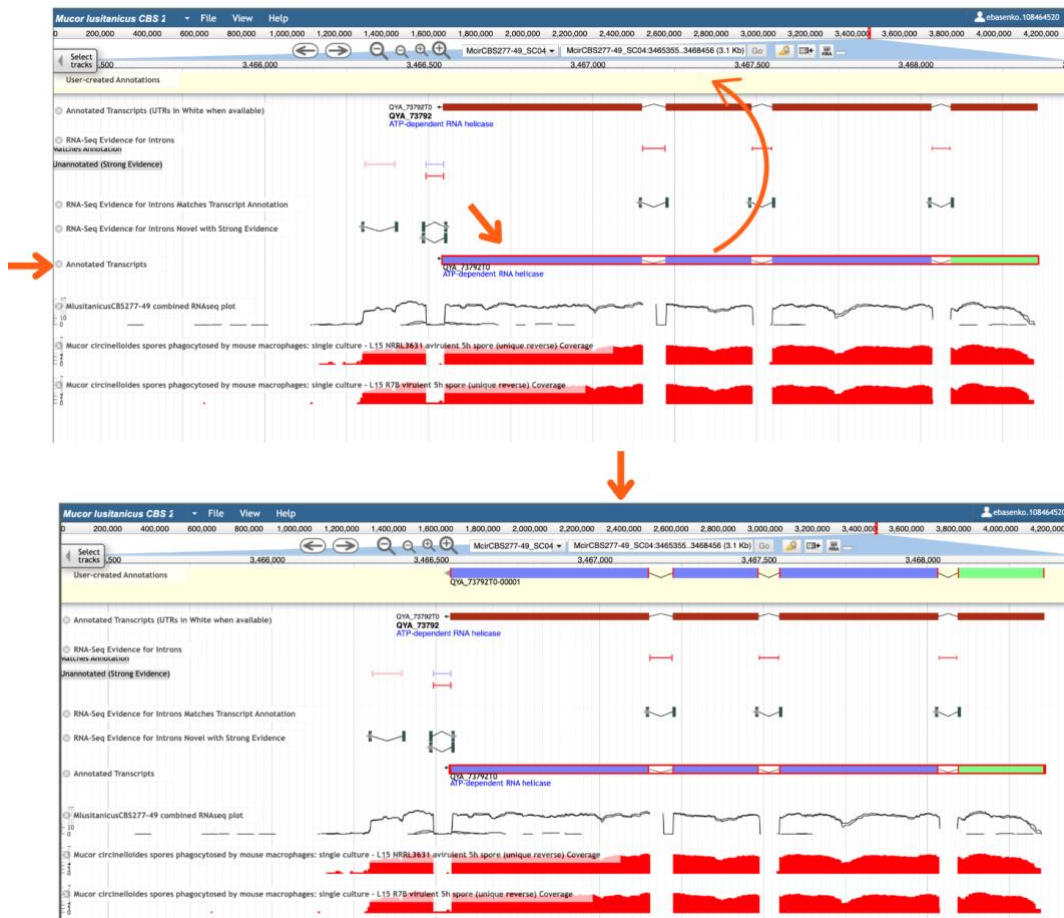 Mucor lusitanicus CBS 2 File View Help ebasenko.108464520
0 200,000 400,000 600,000 800,000 1,000,000 1,200,000 1,400,000 1,600,000 1,800,000 2,000,000 2,200,000 2,400,000 2,600,000 2,800,000 3,000,000 3,200,000 3,400,000 3,600,000 3,800,000 4,000,000 4,200,000
Select tracks McirCBS277-49_SC04 McirCBS277-49_SC04:3465355..3468456 (3.1 Kb) Go
,500 3,466,000 3,466,500 3,467,000 3,467,500 3,468,000
User-created Annotations
Annotated Transcripts (UTRs in White when available) QYA_73792T0
QYA_73792
ATP-dependent RNA helicase
RNA-Seq Evidence for Introns
Matches Annotation
Unannotated (Strong Evidence)
RNA-Seq Evidence for Introns Matches Transcript Annotation
RNA-Seq Evidence for Introns Novel with Strong Evidence
Annotated Transcripts
QYA_73792T0
ATP-dependent RNA helicase
MlusitanicusCBS277-49 combined RNAseq plot
10
0
Mucor circinelloides spores phagocytosed by mouse macrophages: single culture - L15 NRRL3631 avirulent 5h spore (unique reverse) Coverage
Mucor circinelloides spores phagocytosed by mouse macrophages: single culture - L15 R7B virulent 5h spore (unique reverse) Coverage
Mucor lusitanicus CBS 2 File View Help ebasenko.108464520
0 200,000 400,000 600,000 800,000 1,000,000 1,200,000 1,400,000 1,600,000 1,800,000 2,000,000 2,200,000 2,400,000 2,600,000 2,800,000 3,000,000 3,200,000 3,400,000 3,600,000 3,800,000 4,000,000 4,200,000
Select tracks McirCBS277-49_SC04 McirCBS277-49_SC04:3465355..3468456 (3.1 Kb) Go
,500 3,466,000 3,466,500 3,467,000 3,467,500 3,468,000
User-created Annotations
QYA_73792T0-00001
Annotated Transcripts (UTRs in White when available) QYA_73792T0
QYA_73792
ATP-dependent RNA helicase
RNA-Seq Evidence for Introns
Matches Annotation
Unannotated (Strong Evidence)
RNA-Seq Evidence for Introns Matches Transcript Annotation
RNA-Seq Evidence for Introns Novel with Strong Evidence
Annotated Transcripts
QYA_73792T0
ATP-dependent RNA helicase
MlusitanicusCBS277-49 combined RNAseq plot
10
0
Mucor circinelloides spores phagocytosed by mouse macrophages: single culture - L15 NRRL3631 avirulent 5h spore (unique reverse) Coverage
Mucor circinelloides spores phagocytosed by mouse macrophages: single culture - L15 R7B virulent 5h spore (unique reverse) Coverage